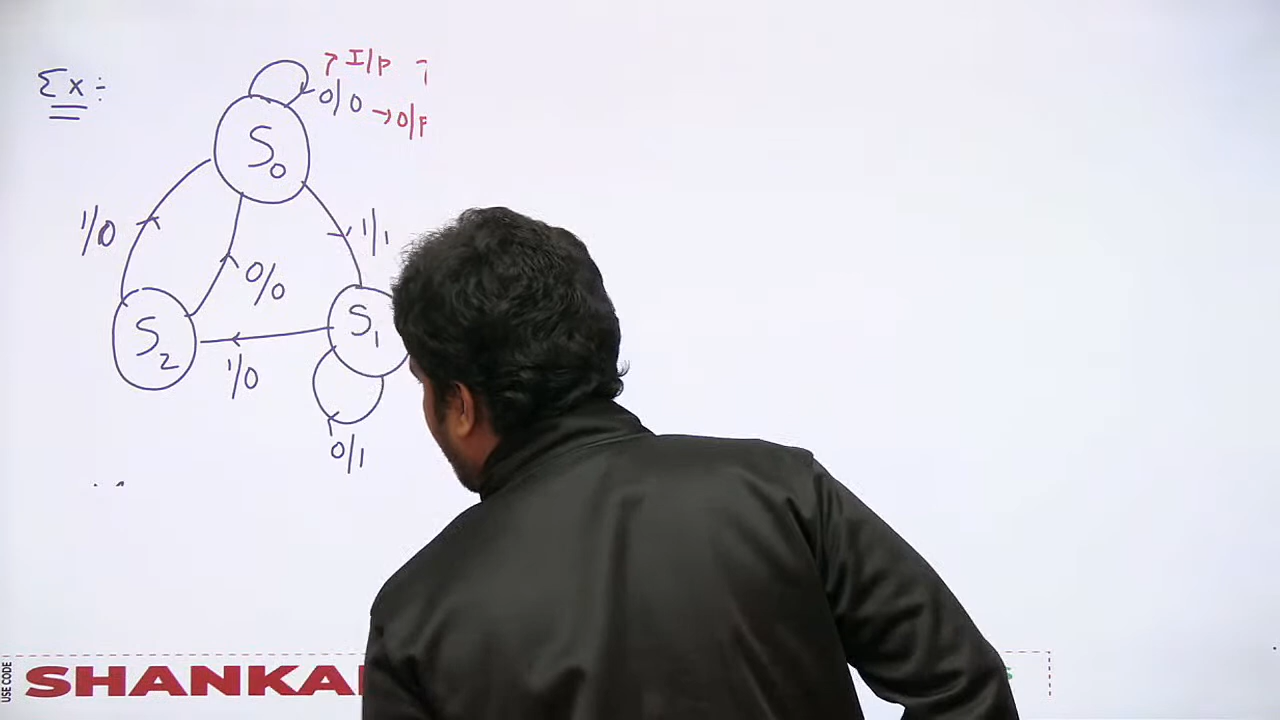 Ex:-
I/P
0/0 → O/P
S₀
1/0
1/1
0/0
S₁
S₂
1/0
0/1
USE CODE
SHANKA